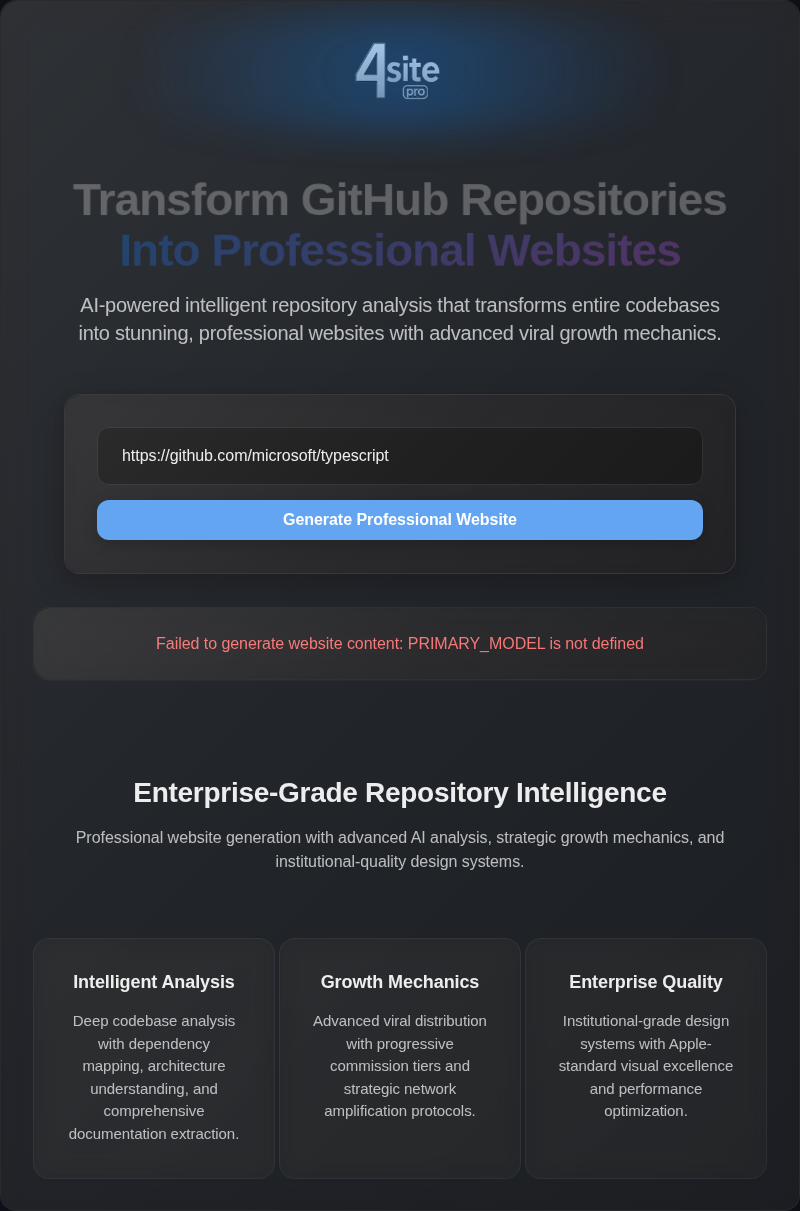 4site
pro
Transform GitHub Repositories
Into Professional Websites
AI-powered intelligent repository analysis that transforms entire codebases
into stunning, professional websites with advanced viral growth mechanics.
https://github.com/microsoft/typescript
Generate Professional Website
Failed to generate website content: PRIMARY_MODEL is not defined
Enterprise-Grade Repository Intelligence
Professional website generation with advanced AI analysis, strategic growth mechanics, and
institutional-quality design systems.
Intelligent Analysis
Deep codebase analysis
with dependency
mapping, architecture
understanding, and
comprehensive
documentation extraction.
Growth Mechanics
Advanced viral distribution
with progressive
commission tiers and
strategic network
amplification protocols.
Enterprise Quality
Institutional-grade design
systems with Apple-
standard visual excellence
and performance
optimization.